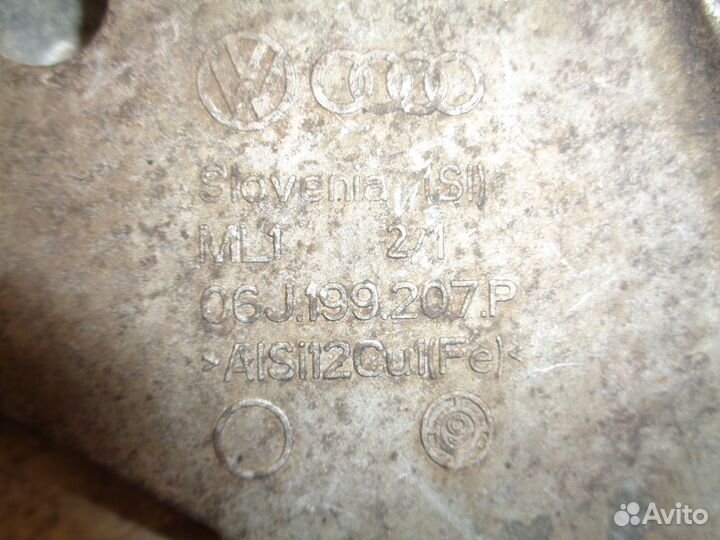 Slovenia (SI)
ML1 2/1
06J.199.207.P
>AlSi12Cu1(Fe)<
Avito